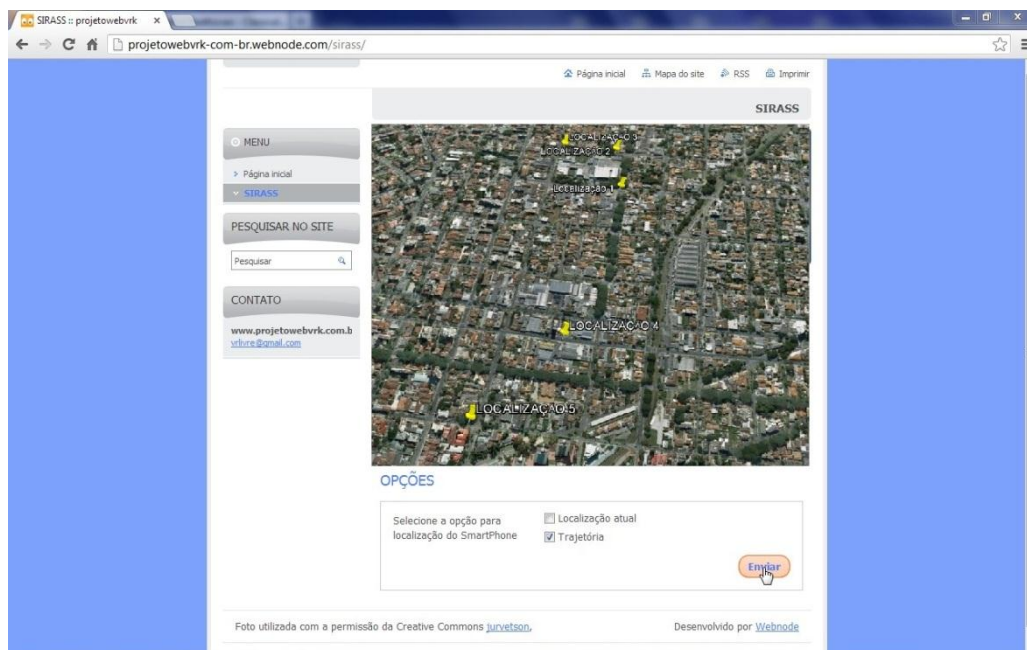 SIRASS :: projetowebvrk
projetowebvrk-com-br.webnode.com/sirass/
Página inicial Mapa do site RSS Imprimir
SIRASS
MENU
Página inicial
SIRASS
PESQUISAR NO SITE
Pesquisar
CONTATO
www.projetowebvrk.com.b
vrlivre@gmail.com
LOCALIZAÇÃO 3
LOCALIZAÇÃO 2
Localização 1
LOCALIZAÇÃO 4
LOCALIZAÇÃO 5
OPÇÕES
Selecione a opção para
localização do SmartPhone
Localização atual
Trajetória
Enviar
Foto utilizada com a permissão da Creative Commons jurvetson.
Desenvolvido por Webnode